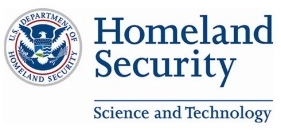 U.S. DEPARTMENT OF
HOMELAND SECURITY
Homeland
Security
Science and Technology